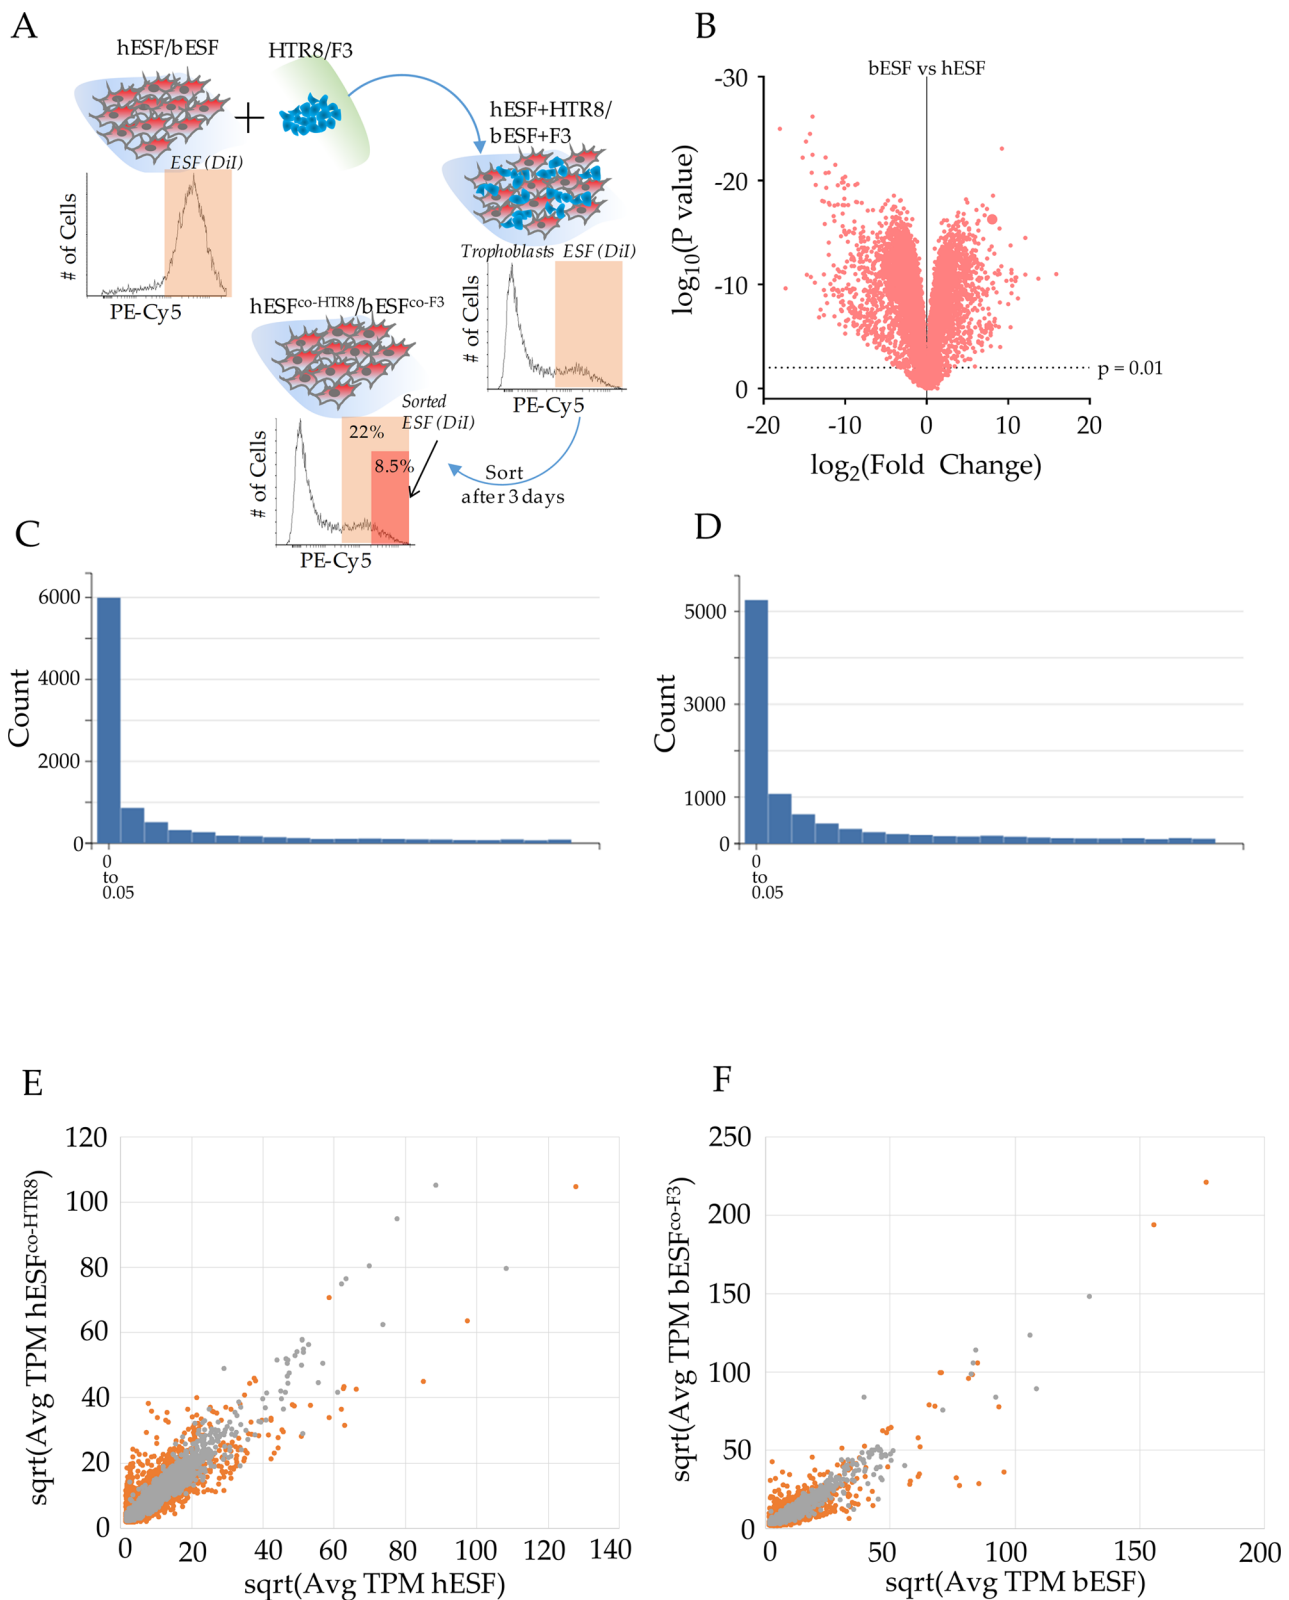 A
hESF/bESF
HTR8/F3
hESF+HTR8/
bESF+F3
ESF (DiI)
# of Cells
PE-Cy5
Trophoblasts ESF (DiI)
# of Cells
PE-Cy5
hESFco-HTR8/bESFco-F3
Sorted
ESF (DiI)
22%
8.5%
# of Cells
PE-Cy5
Sort
after 3 days
B
bESF vs hESF
-30
-20
-10
0
log10(P value)
p = 0.01
-20 -10 0 10 20
log2(Fold Change)
C
6000
4000
2000
0
Count
0
to
0.05
D
5000
3000
1000
0
Count
0
to
0.05
E
120
100
80
60
40
20
0
sqrt(Avg TPM hESFco-HTR8)
0 20 40 60 80 100 120 140
sqrt(Avg TPM hESF)
F
250
200
150
100
50
0
sqrt(Avg TPM bESFco-F3)
0 50 100 150 200
sqrt(Avg TPM bESF)